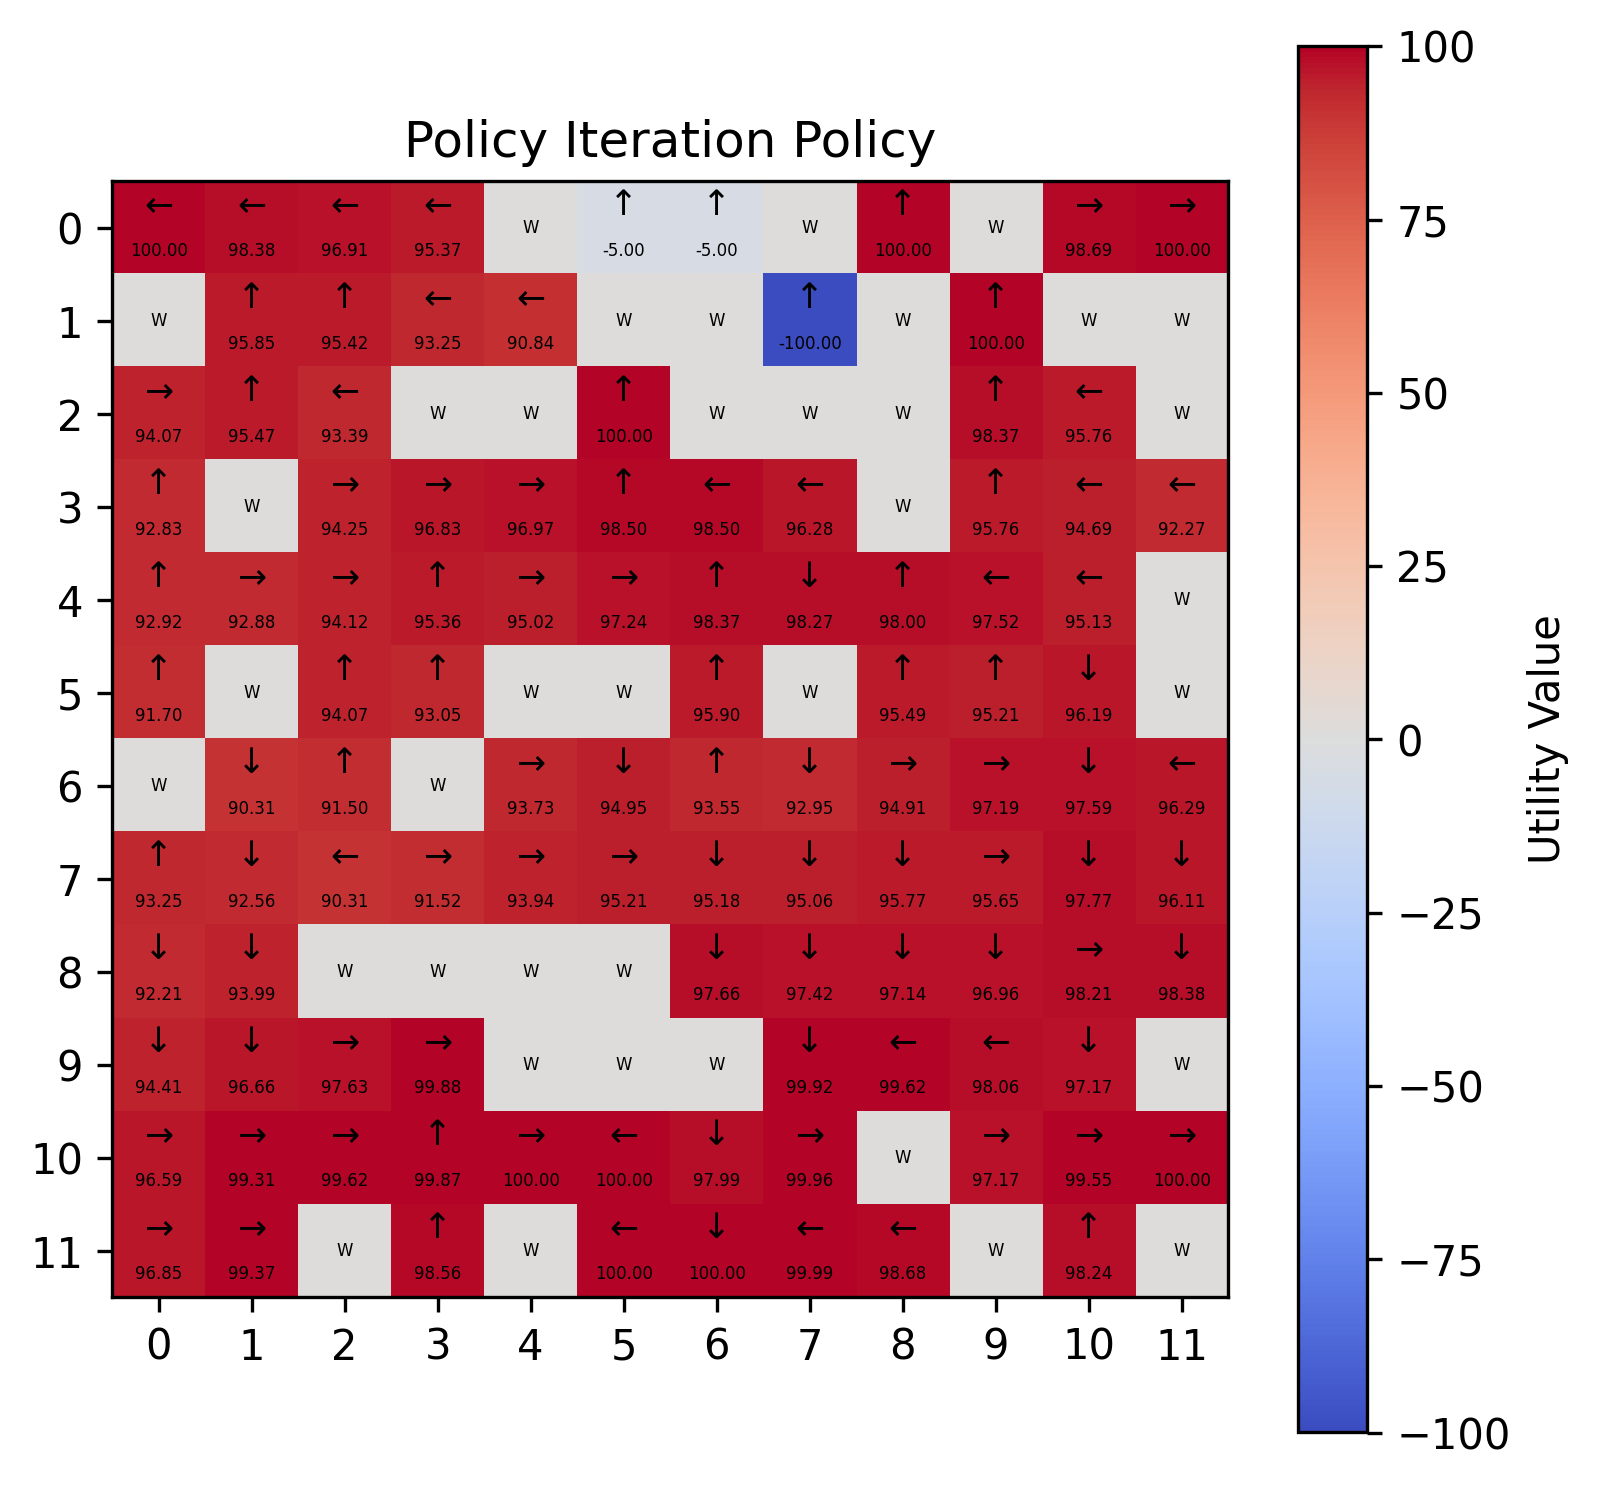 Policy Iteration Policy
100
75
50
25
0
−25
−50
−75
−100
Utility Value
0 ← 100.00 ← 98.38 ← 96.91 ← 95.37 W ↑ -5.00 ↑ -5.00 W ↑ 100.00 W → 98.69 → 100.00
1 W ↑ 95.85 ↑ 95.42 ← 93.25 ← 90.84 W W ↑ -100.00 W ↑ 100.00 W W
2 → 94.07 ↑ 95.47 ← 93.39 W W ↑ 100.00 W W W ↑ 98.37 ← 95.76 W
3 ↑ 92.83 W → 94.25 → 96.83 → 96.97 ↑ 98.50 ← 98.50 ← 96.28 W ↑ 95.76 ← 94.69 ← 92.27
4 ↑ 92.92 → 92.88 → 94.12 ↑ 95.36 → 95.02 → 97.24 ↑ 98.37 ↓ 98.27 ↑ 98.00 ← 97.52 ← 95.13 W
5 ↑ 91.70 W ↑ 94.07 ↑ 93.05 W W ↑ 95.90 W ↑ 95.49 ↑ 95.21 ↓ 96.19 W
6 W ↓ 90.31 ↑ 91.50 W → 93.73 ↓ 94.95 ↑ 93.55 ↓ 92.95 → 94.91 → 97.19 ↓ 97.59 ← 96.29
7 ↑ 93.25 ↓ 92.56 ← 90.31 → 91.52 → 93.94 → 95.21 ↓ 95.18 ↓ 95.06 ↓ 95.77 → 95.65 ↓ 97.77 ↓ 96.11
8 ↓ 92.21 ↓ 93.99 W W W W ↓ 97.66 ↓ 97.42 ↓ 97.14 ↓ 96.96 → 98.21 ↓ 98.38
9 ↓ 94.41 ↓ 96.66 → 97.63 → 99.88 W W W ↓ 99.92 ← 99.62 ← 98.06 ↓ 97.17 W
10 → 96.59 → 99.31 → 99.62 ↑ 99.87 → 100.00 ← 100.00 ↓ 97.99 → 99.96 W → 97.17 → 99.55 → 100.00
11 → 96.85 → 99.37 W ↑ 98.56 W ← 100.00 ↓ 100.00 ← 99.99 ← 98.68 W ↑ 98.24 W
0 1 2 3 4 5 6 7 8 9 10 11